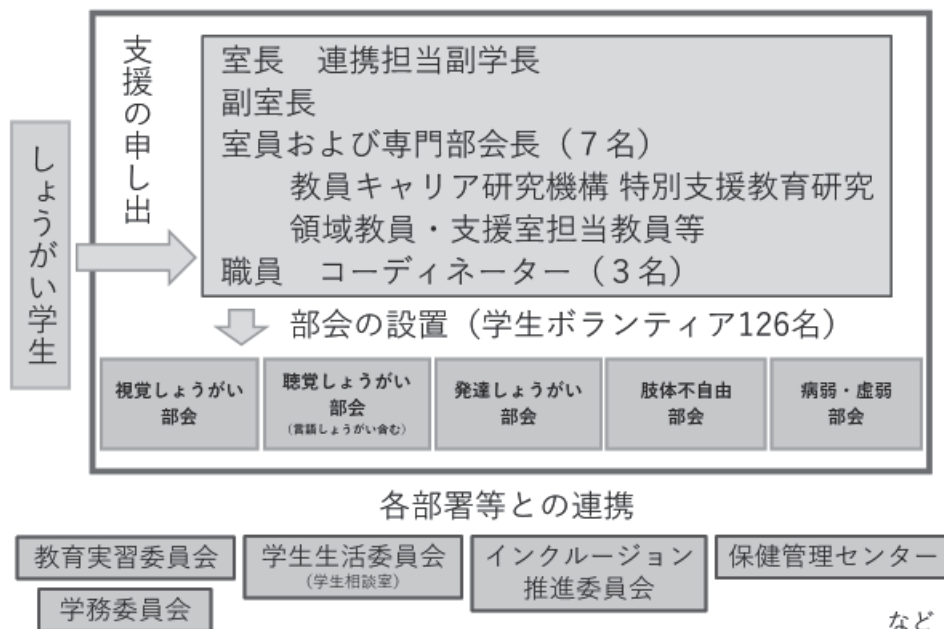 しょうがい学生
支援の申し出
室長　連携担当副学長
副室長
室員および専門部会長（７名）
教員キャリア研究機構 特別支援教育研究
領域教員・支援室担当教員等
職員　コーディネーター（３名）
部会の設置（学生ボランティア126名）
視覚しょうがい
部会
聴覚しょうがい
部会
（言語しょうがい含む）
発達しょうがい
部会
肢体不自由
部会
病弱・虚弱
部会
各部署等との連携
教育実習委員会
学生生活委員会
（学生相談室）
インクルージョン
推進委員会
保健管理センター
学務委員会
など